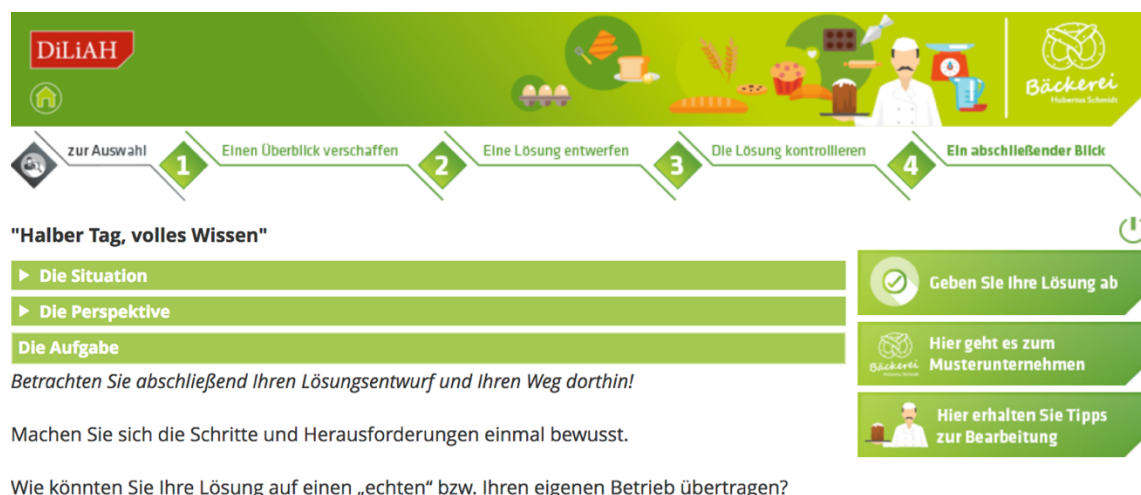 DiLiAH
Bäckerei
Hubertus Schmidt
zur Auswahl
1
Einen Überblick verschaffen
2
Eine Lösung entwerfen
3
Die Lösung kontrollieren
4
Ein abschließender Blick
"Halber Tag, volles Wissen"
Die Situation
Die Perspektive
Die Aufgabe
Betrachten Sie abschließend Ihren Lösungsentwurf und Ihren Weg dorthin!
Machen Sie sich die Schritte und Herausforderungen einmal bewusst.
Wie könnten Sie Ihre Lösung auf einen „echten“ bzw. Ihren eigenen Betrieb übertragen?
Geben Sie Ihre Lösung ab
Bäckerei
Hier geht es zum
Musterunternehmen
Hier erhalten Sie Tipps
zur Bearbeitung